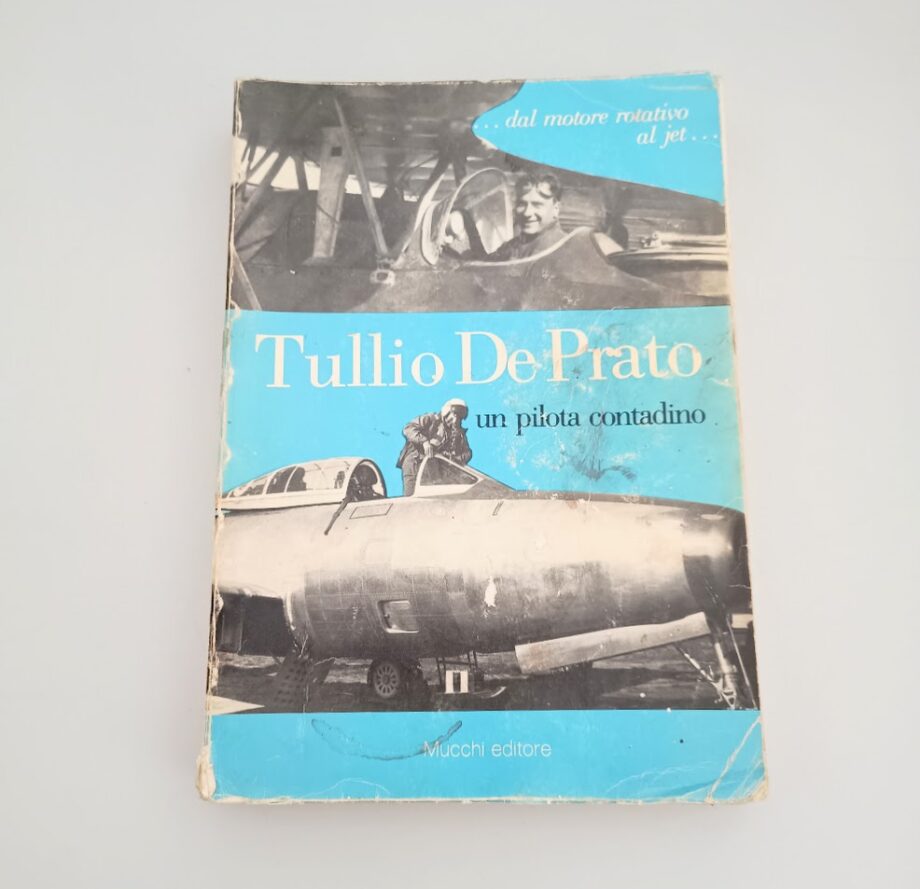 ...dal motore rotativo
al jet...
Tullio De Prato
un pilota contadino
Mucchi editore